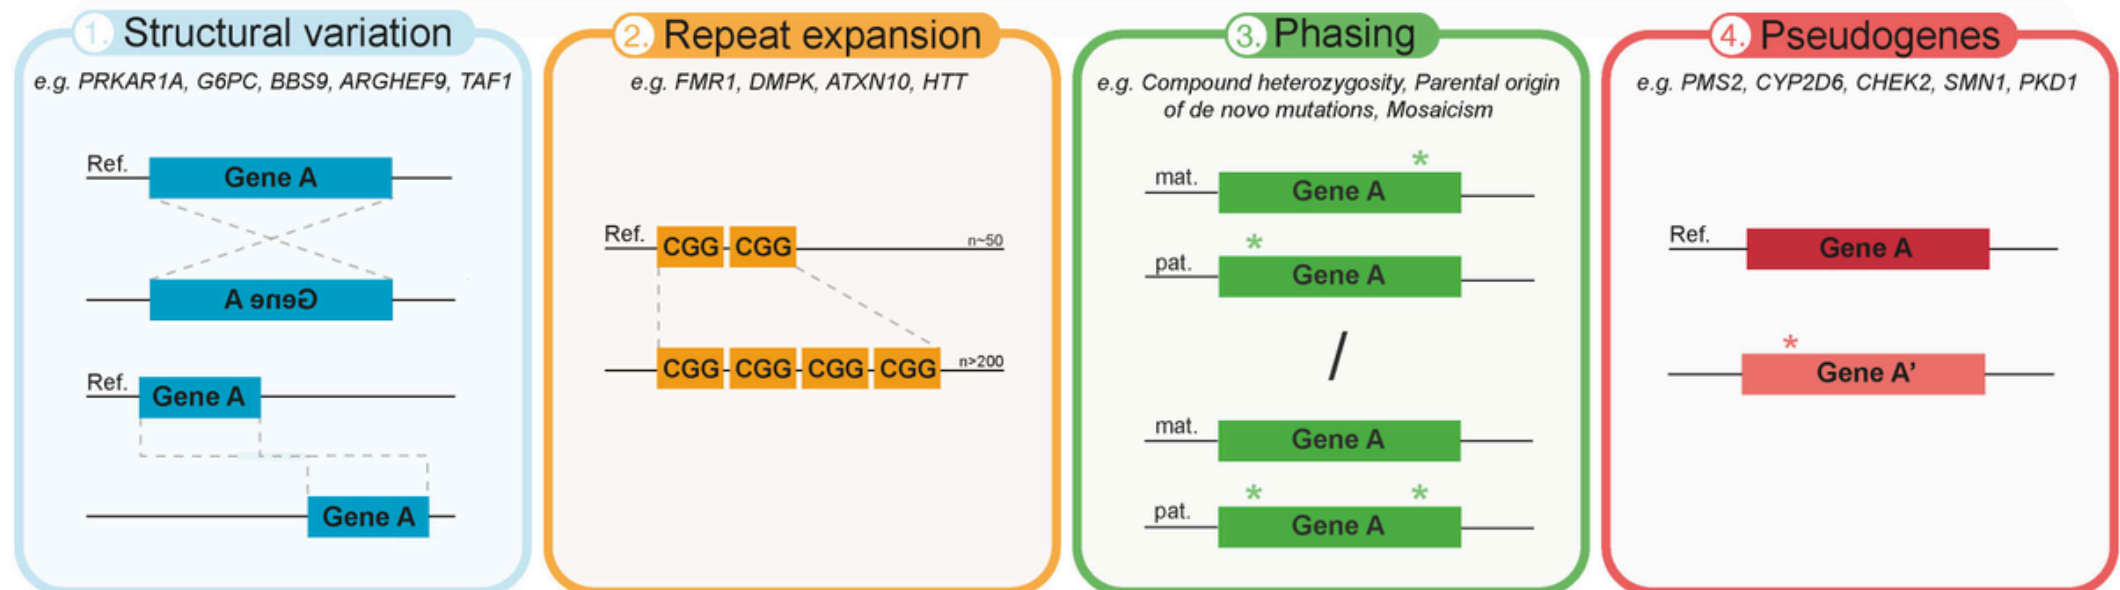 1. Structural variation
e.g. PRKAR1A, G6PC, BBS9, ARGHEF9, TAF1
Ref.
Gene A
Gene A
Ref.
Gene A
Gene A
2. Repeat expansion
e.g. FMR1, DMPK, ATXN10, HTT
Ref.
CGG CGG
n~50
CGG CGG CGG CGG
n>200
3. Phasing
e.g. Compound heterozygosity, Parental origin
of de novo mutations, Mosaicism
*
mat.
Gene A
*
pat.
Gene A
/
mat.
Gene A
* *
pat.
Gene A
4. Pseudogenes
e.g. PMS2, CYP2D6, CHEK2, SMN1, PKD1
Ref.
Gene A
*
Gene A’